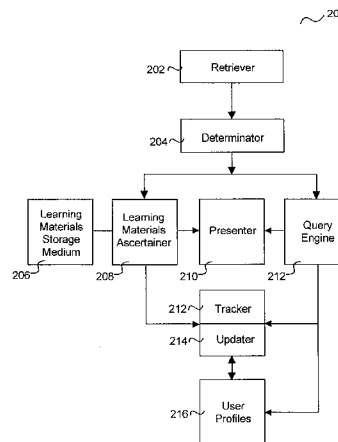 20
202
Retriever
204
Determinator
Learning
Materials
Storage
Medium
206
Learning
Materials
Ascertainer
208
Presenter
210
Query
Engine
212
212
Tracker
214
Updater
216
User
Profiles